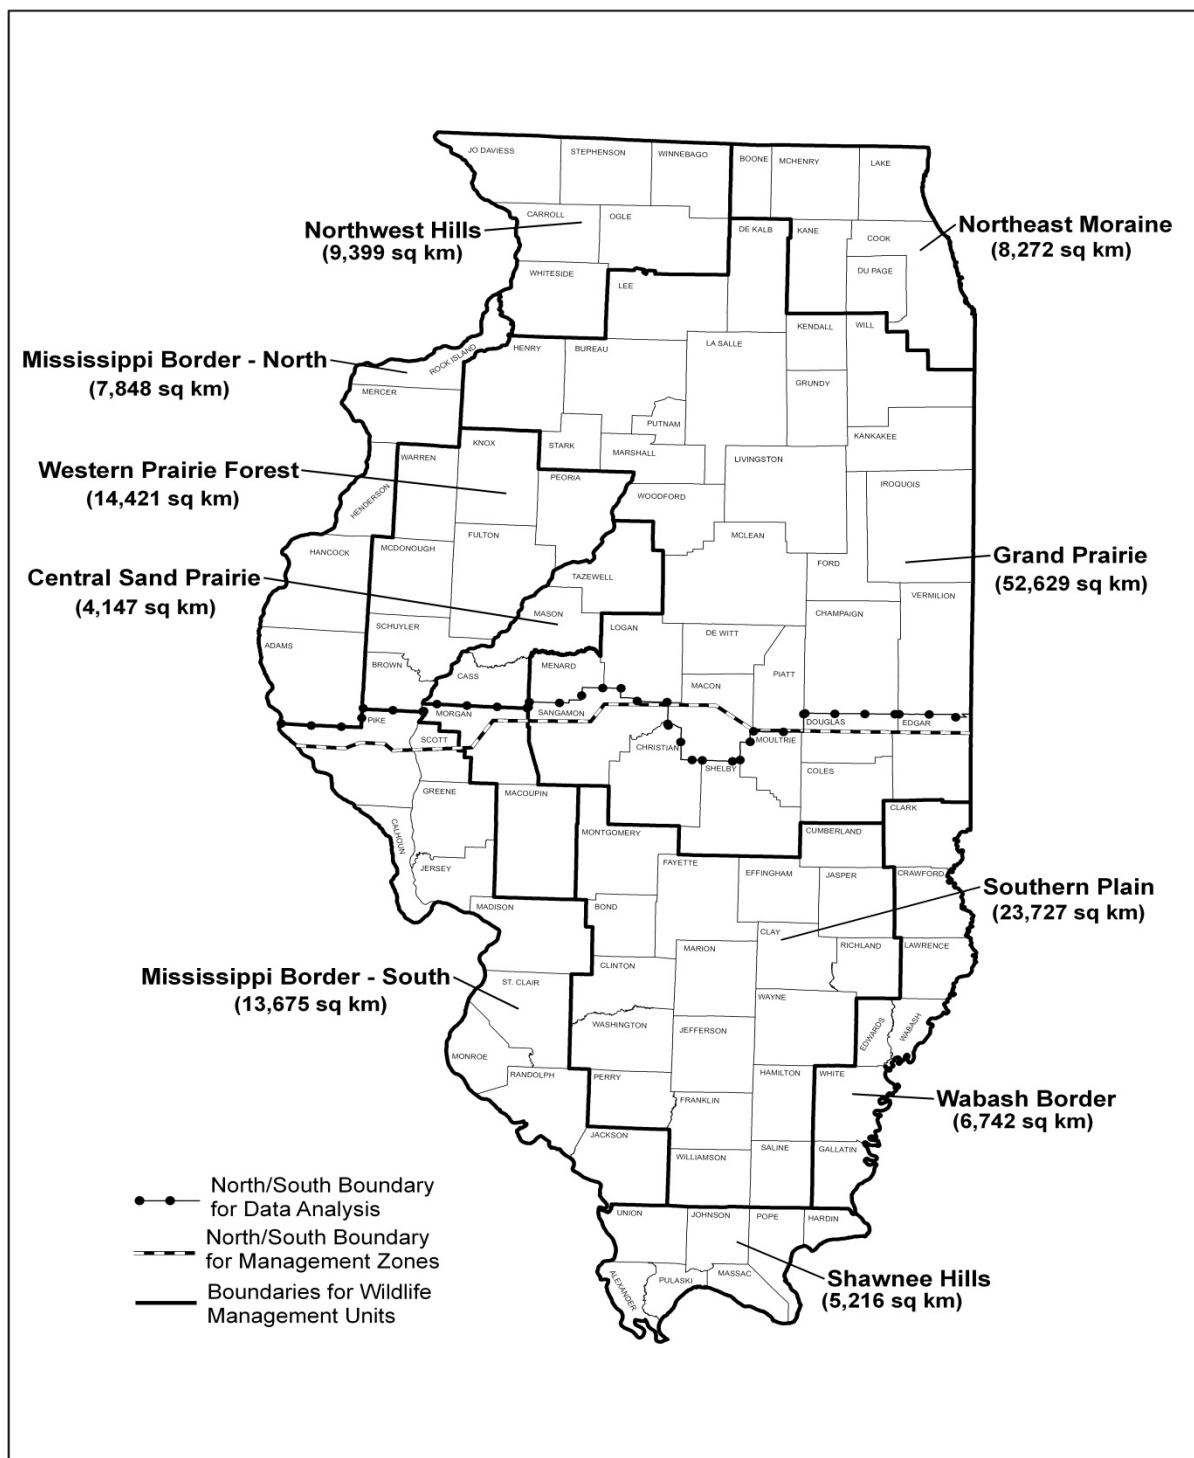 JO DAVIESS
STEPHENSON
WINNEBAGO
BOONE
MCHENRY
LAKE
CARROLL
OGLE
Northwest Hills
(9,399 sq km)
DE KALB
KANE
COOK
Northeast Moraine
(8,272 sq km)
DU PAGE
WHITESIDE
LEE
KENDALL
WILL
Mississippi Border - North
(7,848 sq km)
ROCK ISLAND
HENRY
BUREAU
LA SALLE
MERCER
GRUNDY
PUTNAM
KANKAKEE
KNOX
STARK
MARSHALL
WARREN
LIVINGSTON
Western Prairie Forest
(14,421 sq km)
PEORIA
IROQUOIS
HENDERSON
WOODFORD
FULTON
MCLEAN
HANCOCK
MCDONOUGH
Grand Prairie
(52,629 sq km)
FORD
Central Sand Prairie
(4,147 sq km)
TAZEWELL
VERMILION
MASON
CHAMPAIGN
SCHUYLER
LOGAN
DE WITT
ADAMS
BROWN
MENARD
CASS
PIATT
MACON
PIKE
MORGAN
SANGAMON
DOUGLAS
EDGAR
SCOTT
CHRISTIAN
MOULTRIE
SHELBY
COLES
GREENE
MACOUPIN
CLARK
CALHOUN
MONTGOMERY
CUMBERLAND
JERSEY
FAYETTE
EFFINGHAM
JASPER
CRAWFORD
Southern Plain
(23,727 sq km)
MADISON
BOND
CLAY
RICHLAND
LAWRENCE
MARION
CLINTON
Mississippi Border - South
(13,675 sq km)
ST. CLAIR
WAYNE
WASHINGTON
JEFFERSON
EDWARDS
WABASH
MONROE
RANDOLPH
PERRY
HAMILTON
WHITE
FRANKLIN
Wabash Border
(6,742 sq km)
JACKSON
WILLIAMSON
SALINE
GALLATIN
North/South Boundary
for Data Analysis
UNION
JOHNSON
POPE
HARDIN
North/South Boundary
for Management Zones
ALEXANDER
PULASKI
MASSAC
Shawnee Hills
(5,216 sq km)
Boundaries for Wildlife
Management Units